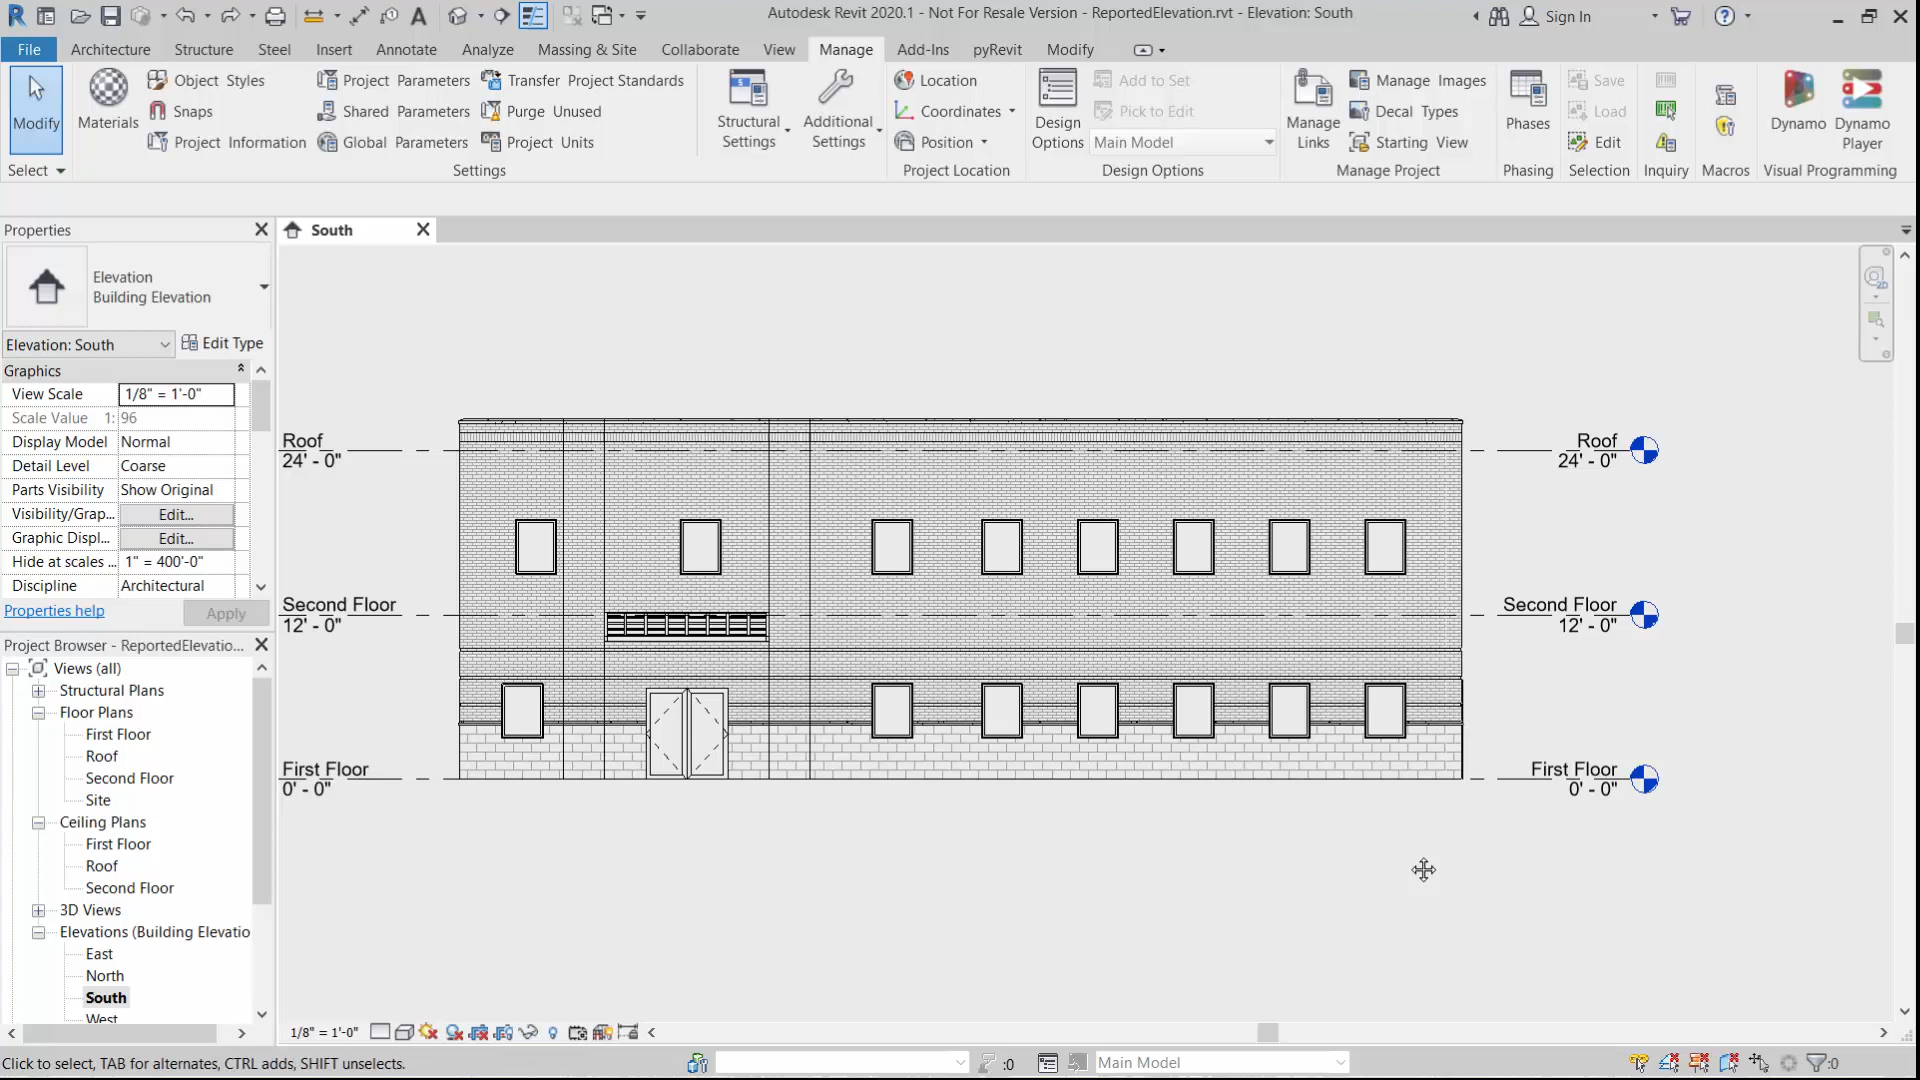 Autodesk Revit 2020.1 - Not For Resale Version - ReportedElevation.rvt - Elevation: South
Sign In
File Architecture Structure Steel Insert Annotate Analyze Massing & Site Collaborate View Manage Add-Ins pyRevit Modify
Modify
Select
Materials
Object Styles
Snaps
Project Information
Project Parameters
Shared Parameters
Global Parameters
Transfer Project Standards
Purge Unused
Project Units
Settings
Structural
Settings
Additional
Settings
Location
Coordinates
Position
Project Location
Design
Options
Add to Set
Pick to Edit
Main Model
Design Options
Manage
Links
Manage Images
Decal Types
Starting View
Manage Project
Phases
Phasing
Save
Load
Edit
Selection
Inquiry
Macros
Dynamo
Dynamo
Player
Visual Programming
Properties
Elevation
Building Elevation
Elevation: South
Edit Type
Graphics
View Scale 1/8" = 1'-0"
Scale Value 1: 96
Display Model Normal
Detail Level Coarse
Parts Visibility Show Original
Visibility/Grap... Edit...
Graphic Displ... Edit...
Hide at scales ... 1" = 400'-0"
Discipline Architectural
Properties help
Apply
Project Browser - ReportedElevatio...
Views (all)
Structural Plans
Floor Plans
First Floor
Roof
Second Floor
Site
Ceiling Plans
First Floor
Roof
Second Floor
3D Views
Elevations (Building Elevatio
East
North
South
West
South
Roof
24' - 0"
Second Floor
12' - 0"
First Floor
0' - 0"
Roof
24' - 0"
Second Floor
12' - 0"
First Floor
0' - 0"
2D
1/8" = 1'-0"
Click to select, TAB for alternates, CTRL adds, SHIFT unselects.
:0
Main Model
:0